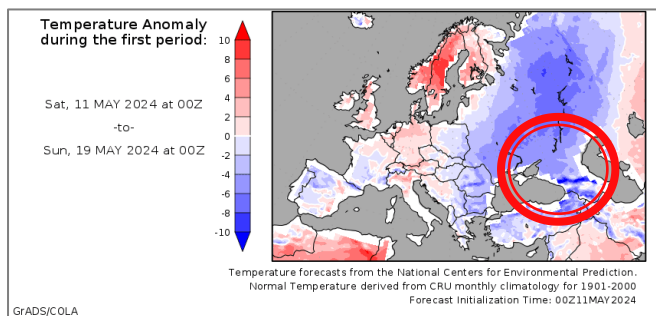 Temperature Anomaly
during the first period:
Sat, 11 MAY 2024 at 00Z
-to-
Sun, 19 MAY 2024 at 00Z
10
8
6
4
2
0
-2
-4
-6
-8
-10
Temperature forecasts from the National Centers for Environmental Prediction.
Normal Temperature derived from CRU monthly climatology for 1901-2000
Forecast Initialization Time: 00Z11MAY2024
GrADS/COLA